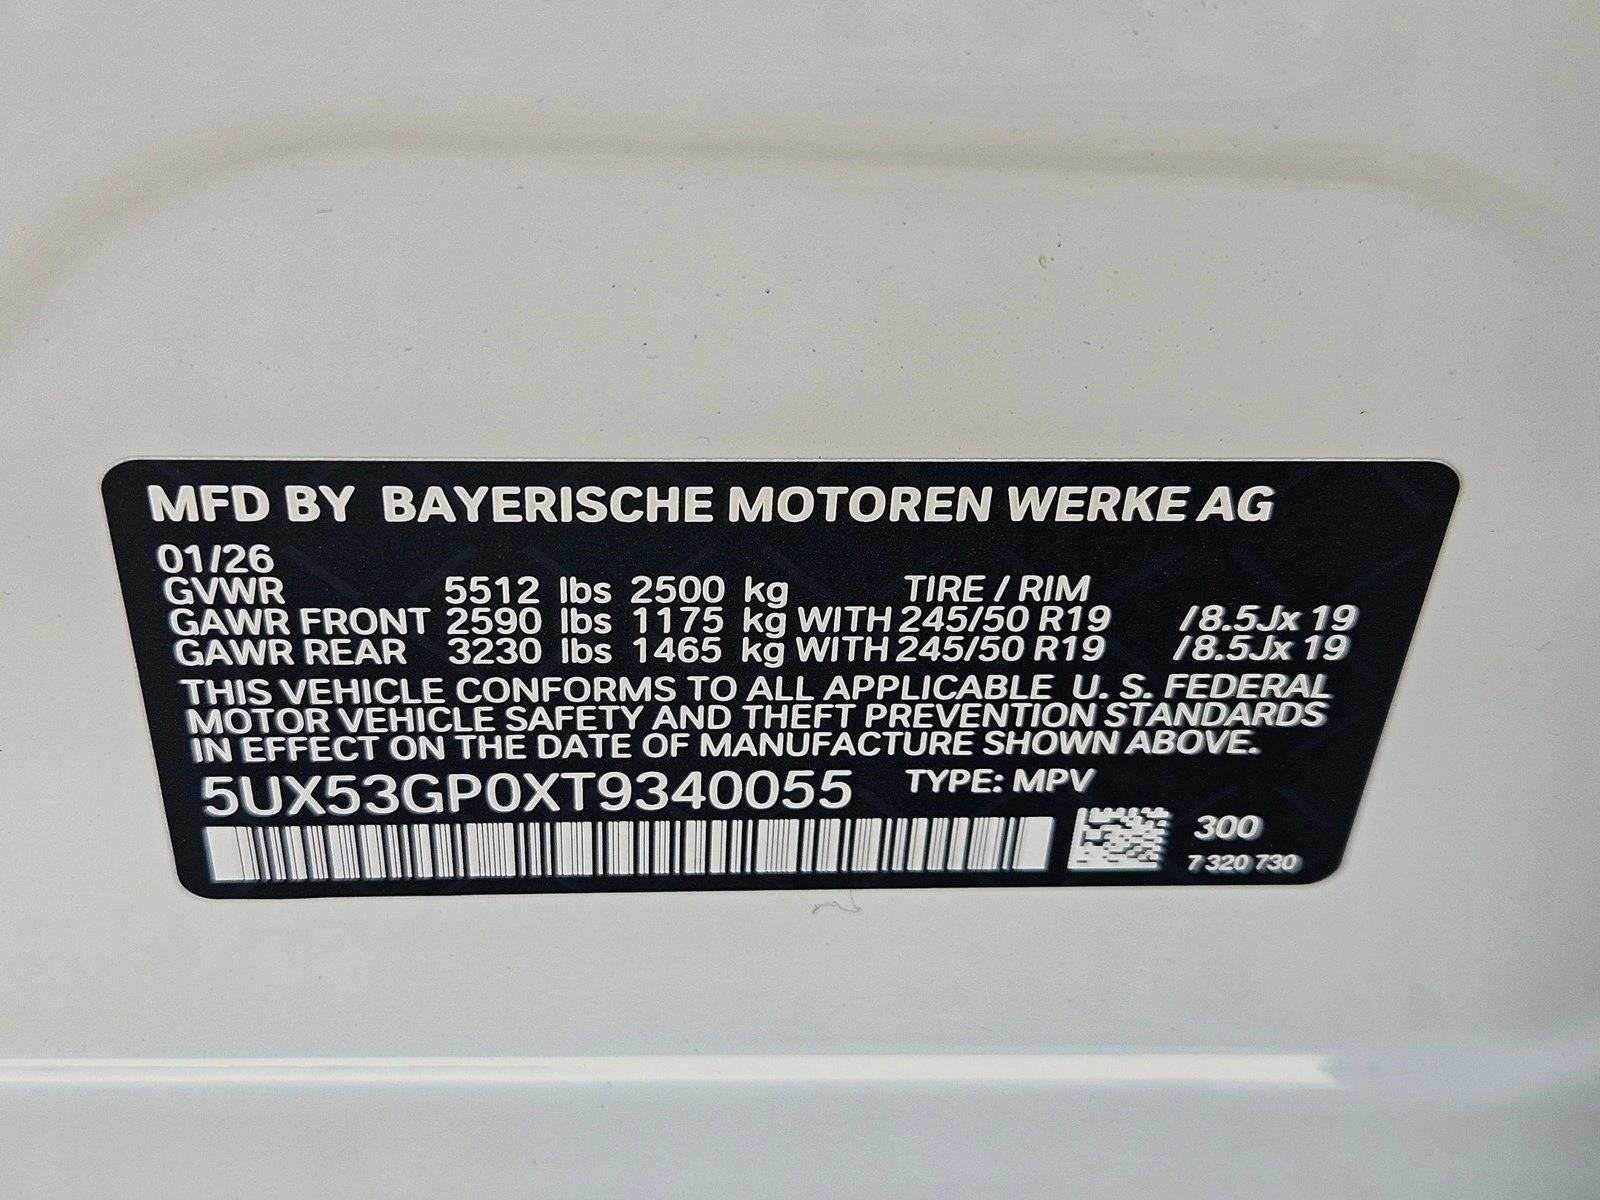 MFD BY BAYERISCHE MOTOREN WERKE AG
01/26
GVWR 5512 lbs 2500 kg TIRE / RIM
GAWR FRONT 2590 lbs 1175 kg WITH 245/50 R19 /8.5Jx 19
GAWR REAR 3230 lbs 1465 kg WITH 245/50 R19 /8.5Jx 19
THIS VEHICLE CONFORMS TO ALL APPLICABLE U. S. FEDERAL
MOTOR VEHICLE SAFETY AND THEFT PREVENTION STANDARDS
IN EFFECT ON THE DATE OF MANUFACTURE SHOWN ABOVE.
5UX53GP0XT9340055 TYPE: MPV
300
7 320 730